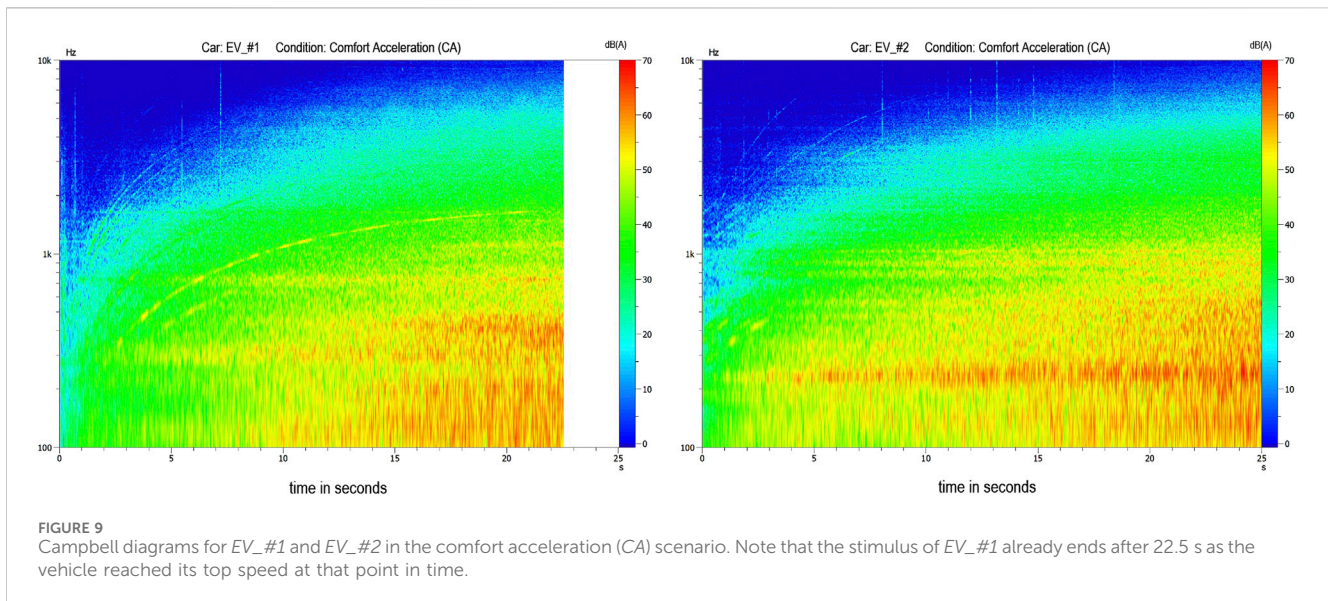 Car: EV_#1 Condition: Comfort Acceleration (CA)
Hz
dB(A)
10k
1k
100
0 5 10 15 20 25
s
time in seconds
70
60
50
40
30
20
10
0
Car: EV_#2 Condition: Comfort Acceleration (CA)
Hz
dB(A)
10k
1k
100
0 5 10 15 20 25
s
time in seconds
70
60
50
40
30
20
10
0
FIGURE 9
Campbell diagrams for EV_#1 and EV_#2 in the comfort acceleration (CA) scenario. Note that the stimulus of EV_#1 already ends after 22.5 s as the
vehicle reached its top speed at that point in time.